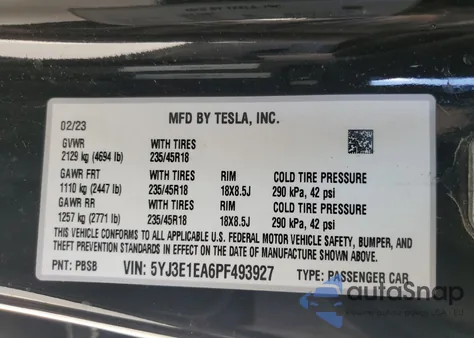 MFD BY TESLA, INC.
02/23
GVWR WITH TIRES
2129 kg (4694 lb) 235/45R18
GAWR FRT WITH TIRES RIM COLD TIRE PRESSURE
1110 kg (2447 lb) 235/45R18 18X8.5J 290 kPa, 42 psi
GAWR RR WITH TIRES RIM COLD TIRE PRESSURE
1257 kg (2771 lb) 235/45R18 18X8.5J 290 kPa, 42 psi
THIS VEHICLE CONFORMS TO ALL APPLICABLE U.S. FEDERAL MOTOR VEHICLE SAFETY, BUMPER, AND
THEFT PREVENTION STANDARDS IN EFFECT ON THE DATE OF MANUFACTURE SHOWN ABOVE.
PNT: PBSB VIN: 5YJ3E1EA6PF493927 TYPE: PASSENGER CAR
autoSnap